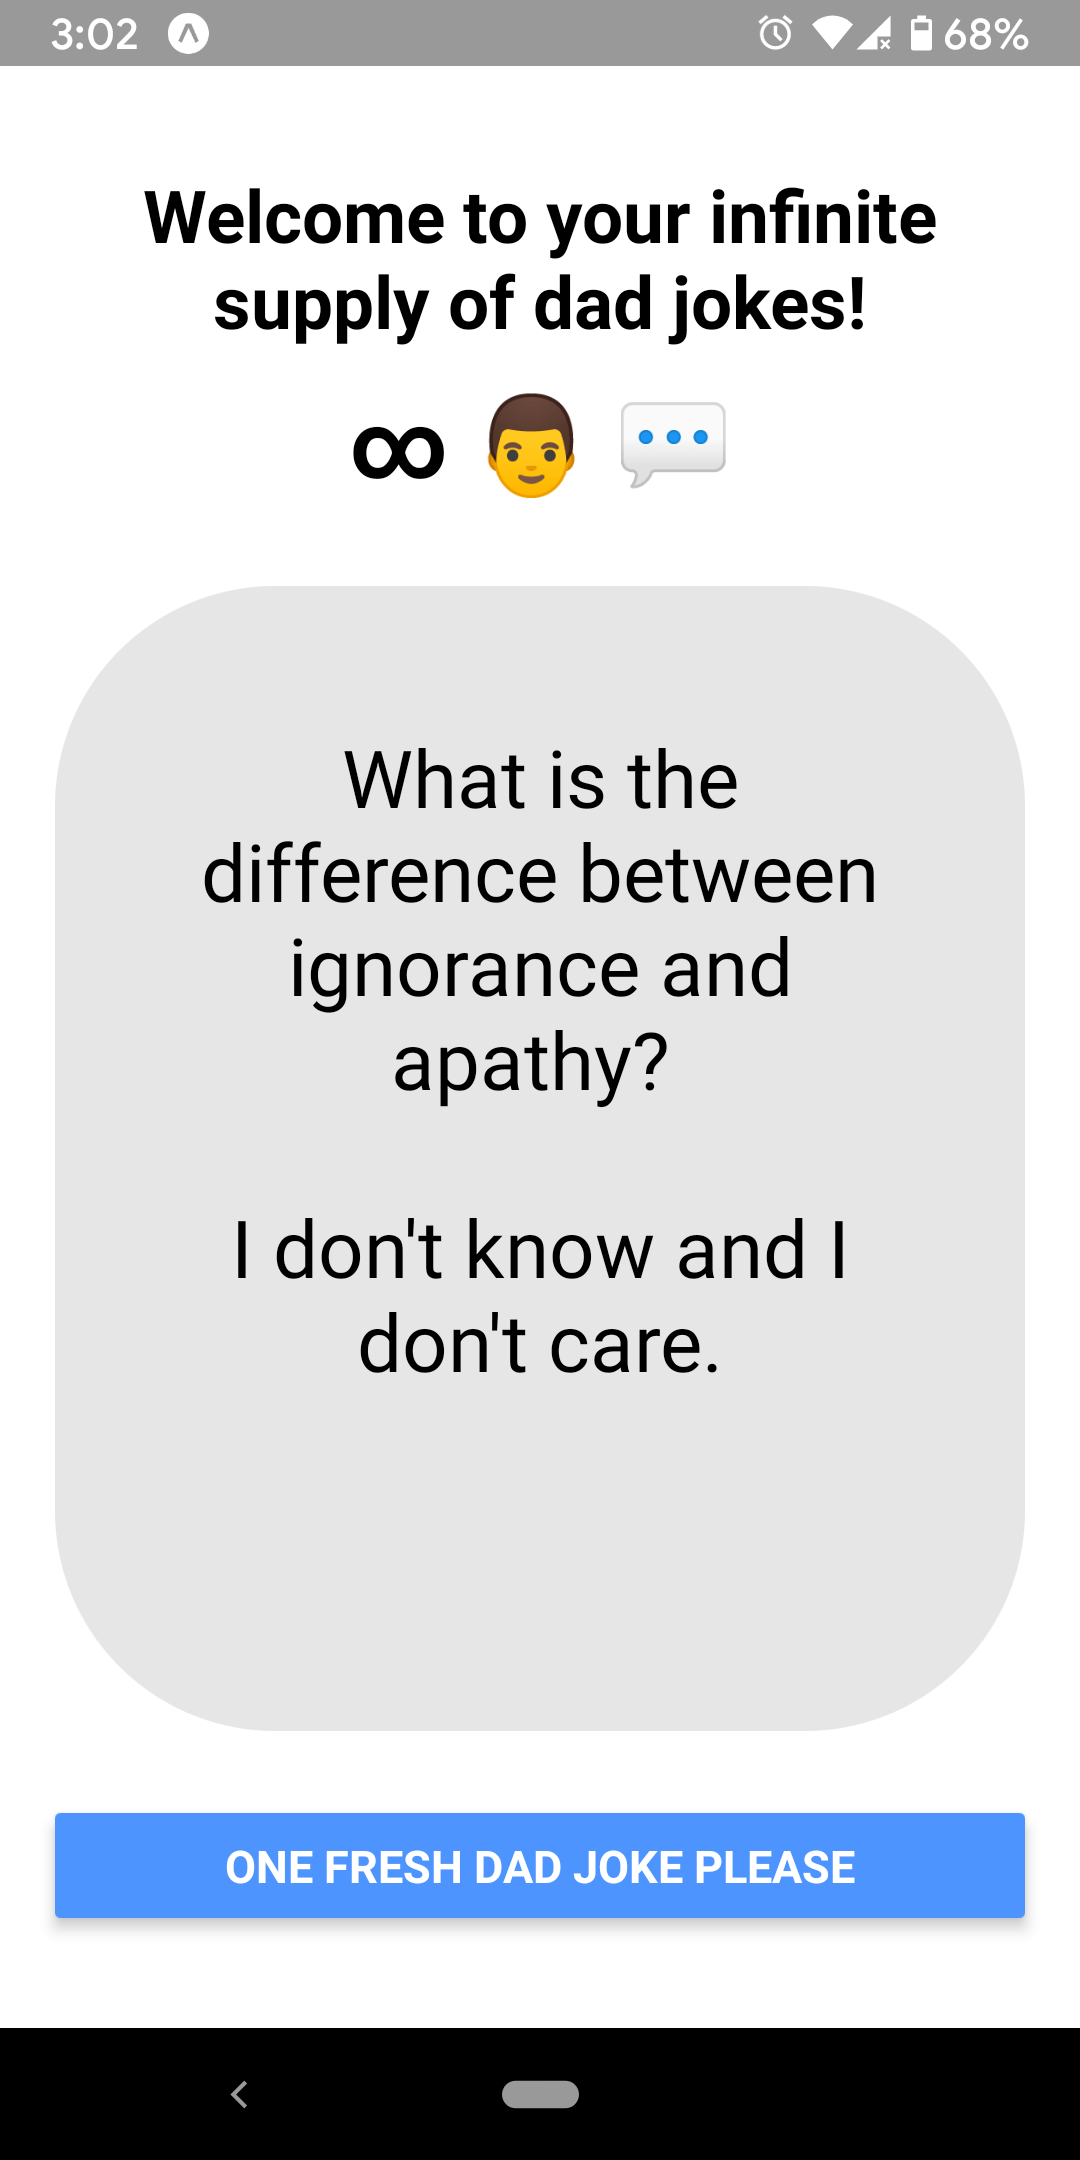 3:02 68%
Welcome to your infinite
supply of dad jokes!
∞ 👨 💬
What is the
difference between
ignorance and
apathy?
I don't know and I
don't care.
ONE FRESH DAD JOKE PLEASE